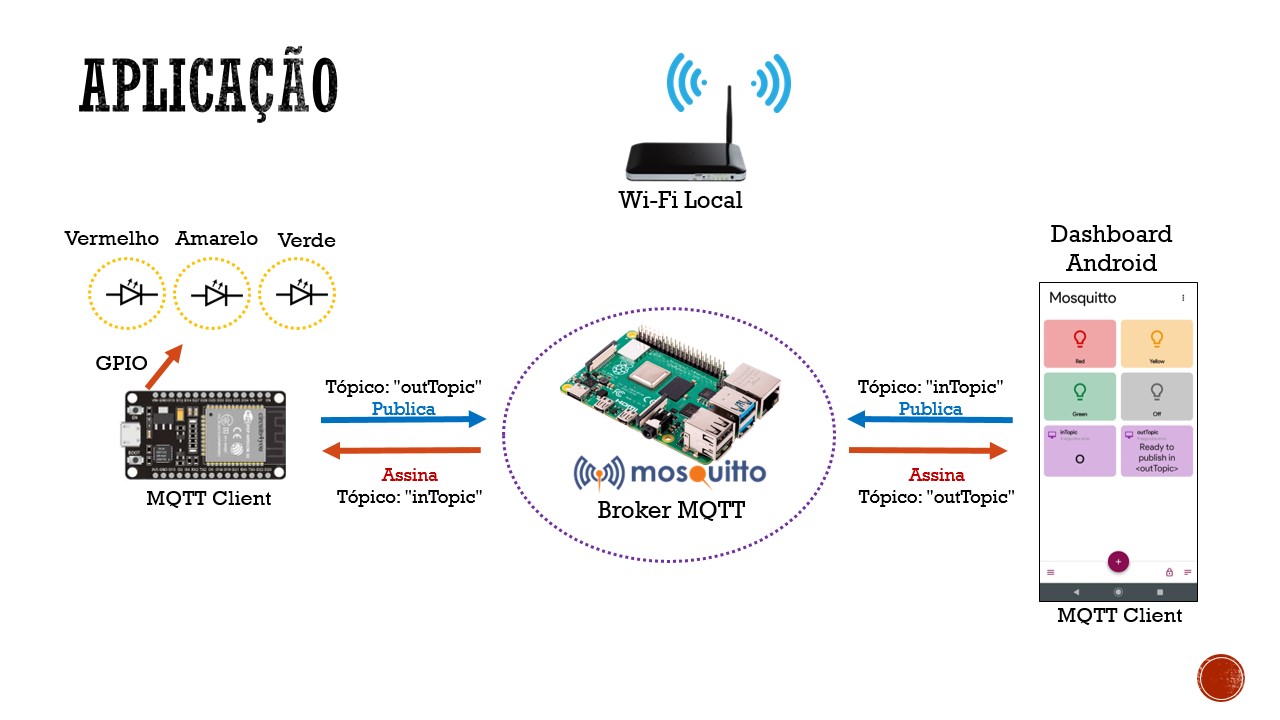 APLICAÇÃO
Wi-Fi Local
Vermelho Amarelo Verde
GPIO
MQTT Client
Tópico: "outTopic"
Publica
Assina
Tópico: "inTopic"
mosquitto
Broker MQTT
Tópico: "inTopic"
Publica
Assina
Tópico: "outTopic"
Dashboard
Android
Mosquitto
Red
Yellow
Green
Off
inTopic
O
outTopic
Ready to
publish in
<outTopic>
MQTT Client